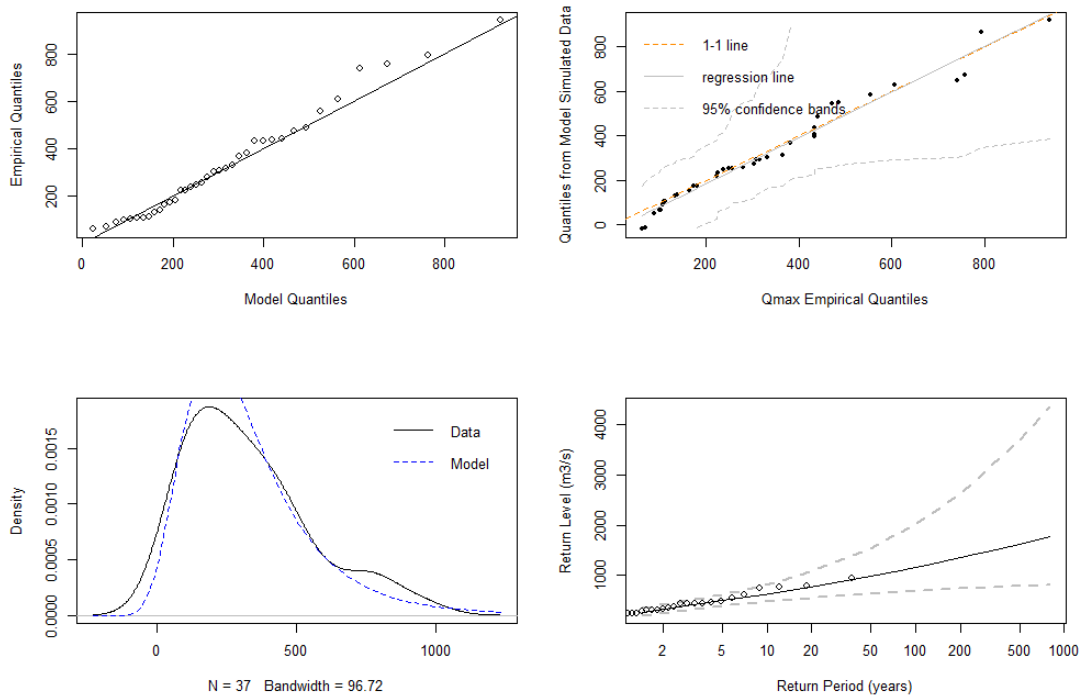 Empirical Quantiles
200 400 600 800
0 200 400 600 800
Model Quantiles
Quantiles from Model Simulated Data
0 200 400 600 800
1-1 line
regression line
95% confidence bands
200 400 600 800
Qmax Empirical Quantiles
Density
0.0000 0.0005 0.0010 0.0015
Data
Model
0 500 1000
N = 37 Bandwidth = 96.72
Return Level (m3/s)
1000 2000 3000 4000
2 5 10 20 50 100 200 500 1000
Return Period (years)